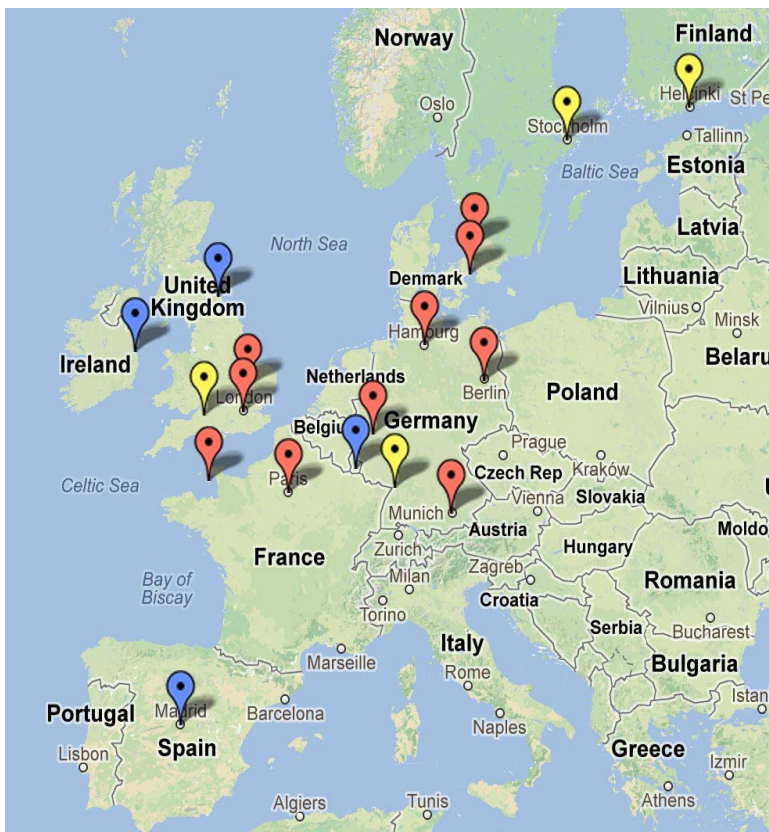 Norway
Finland
Oslo
Stockholm
Helsinki
St Pe
Tallinn
Baltic Sea
Estonia
North Sea
Latvia
Denmark
Lithuania
United
Kingdom
Vilnius
Hamburg
Minsk
Ireland
Belaru
Netherlands
Berlin
London
Poland
Belgiu
Germany
Prague
Kraków
Celtic Sea
Paris
Czech Rep
Slovakia
Munich
Vienna
Austria
Moldo
France
Zurich
Hungary
Bay of
Biscay
Milan
Zagreb
Romania
Torino
Croatia
Serbia
Bucharest
Marseille
Italy
Bulgaria
Rome
Portugal
Madrid
Barcelona
Naples
Istan
Lisbon
Spain
Greece
Izmir
Athens
Algiers
Tunis